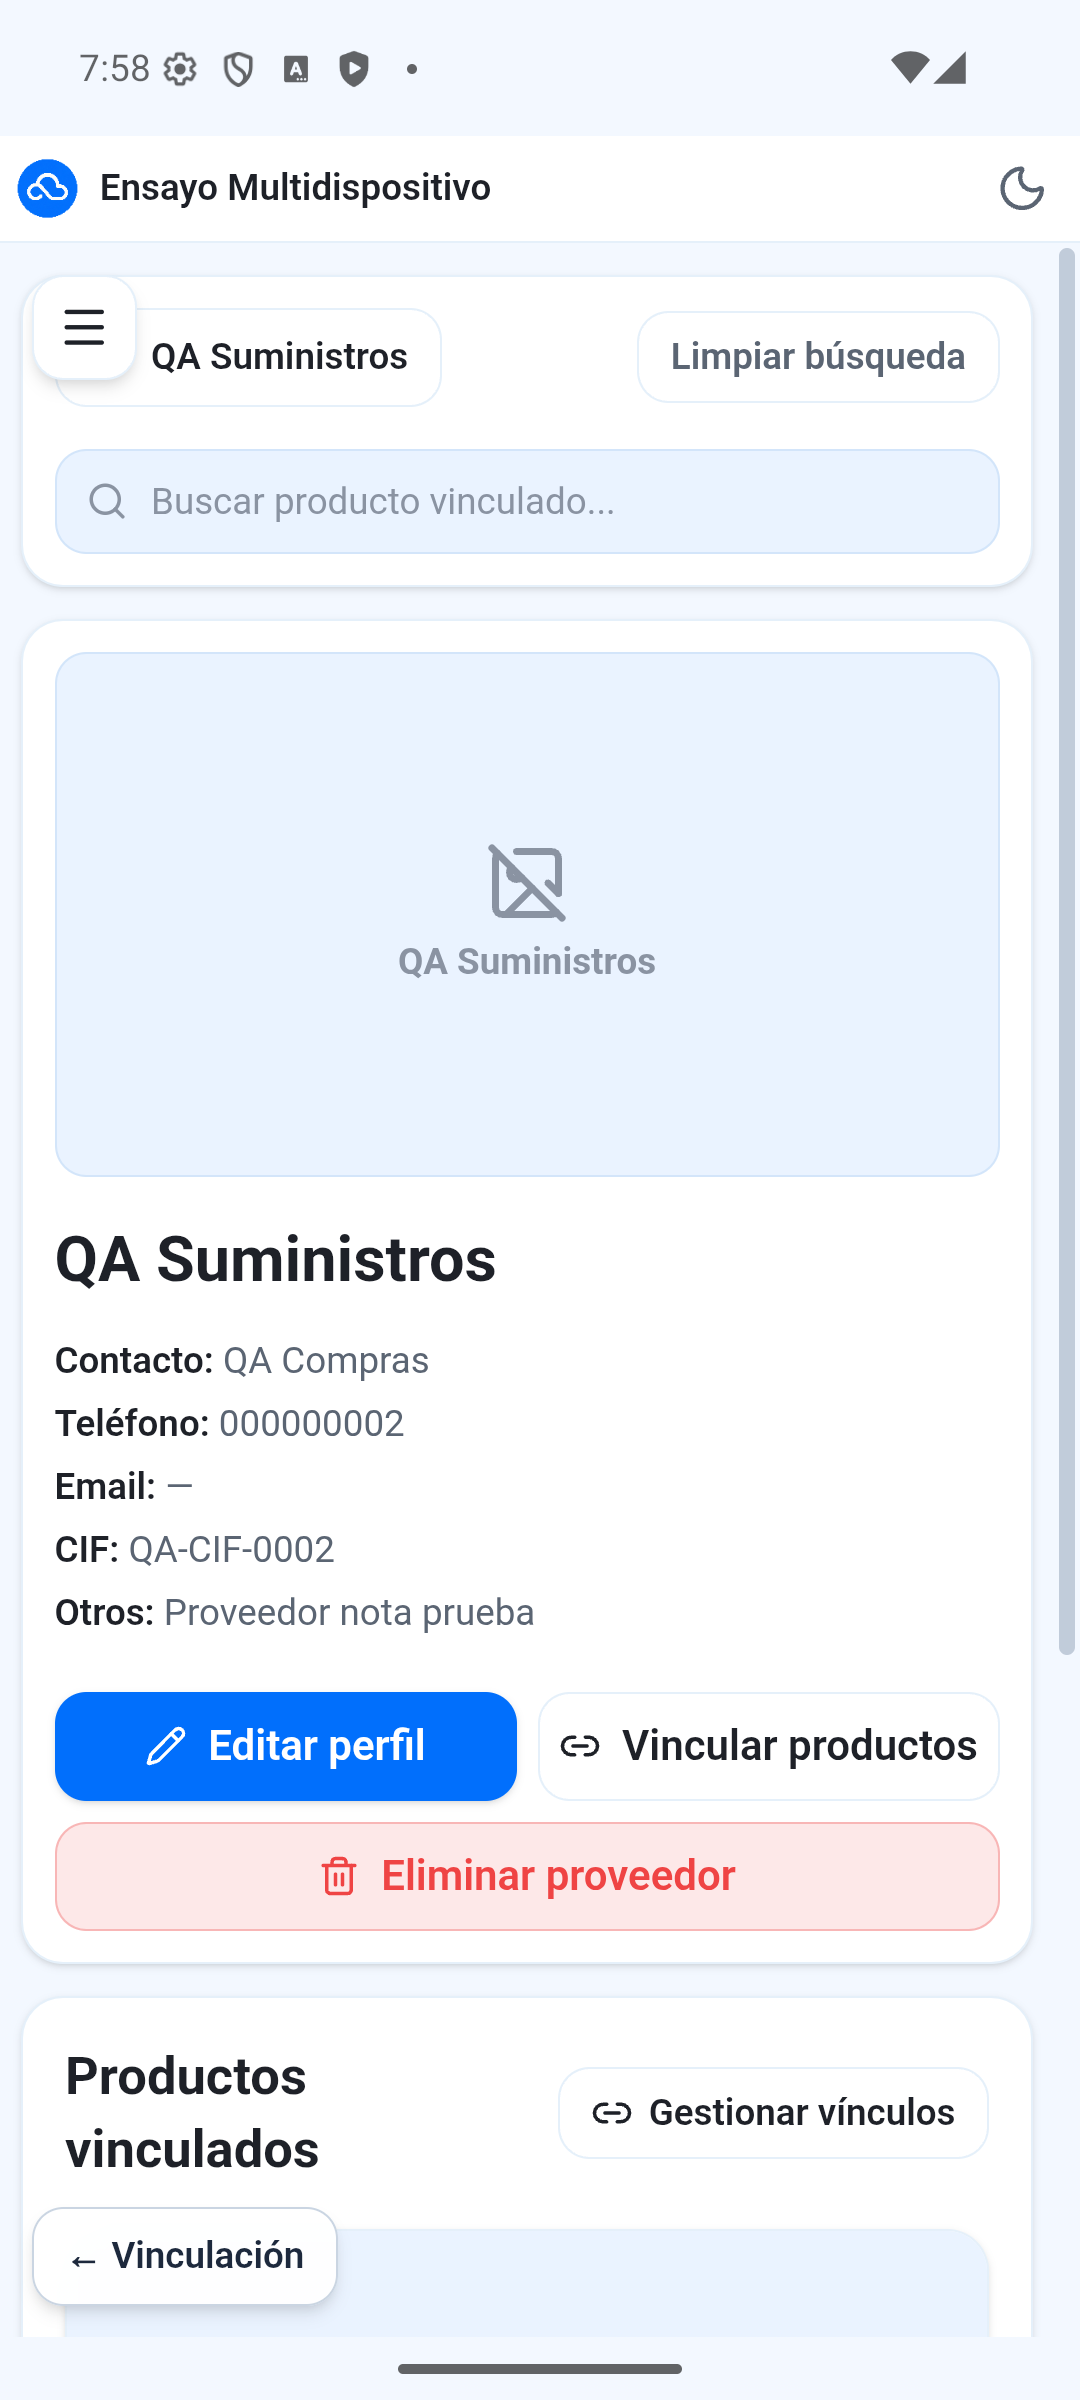 7:58
Ensayo Multidispositivo
QA Suministros
Limpiar búsqueda
Buscar producto vinculado...
QA Suministros
QA Suministros
Contacto: QA Compras
Teléfono: 000000002
Email: —
CIF: QA-CIF-0002
Otros: Proveedor nota prueba
Editar perfil
Vincular productos
Eliminar proveedor
Productos
vinculados
Gestionar vínculos
← Vinculación